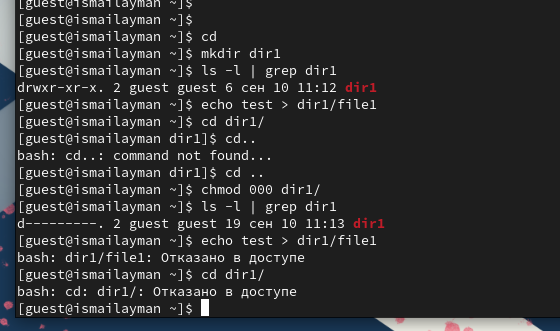 [guest@ismailayman ~]$
[guest@ismailayman ~]$
[guest@ismailayman ~]$ cd
[guest@ismailayman ~]$ mkdir dir1
[guest@ismailayman ~]$ ls -l | grep dir1
drwxr-xr-x. 2 guest guest 6 сен 10 11:12 dir1
[guest@ismailayman ~]$ echo test > dir1/file1
[guest@ismailayman ~]$ cd dir1/
[guest@ismailayman dir1]$ cd..
bash: cd..: command not found...
[guest@ismailayman dir1]$ cd ..
[guest@ismailayman ~]$ chmod 000 dir1/
[guest@ismailayman ~]$ ls -l | grep dir1
d---------. 2 guest guest 19 сен 10 11:13 dir1
[guest@ismailayman ~]$ echo test > dir1/file1
bash: dir1/file1: Отказано в доступе
[guest@ismailayman ~]$ cd dir1/
bash: cd: dir1/: Отказано в доступе
[guest@ismailayman ~]$